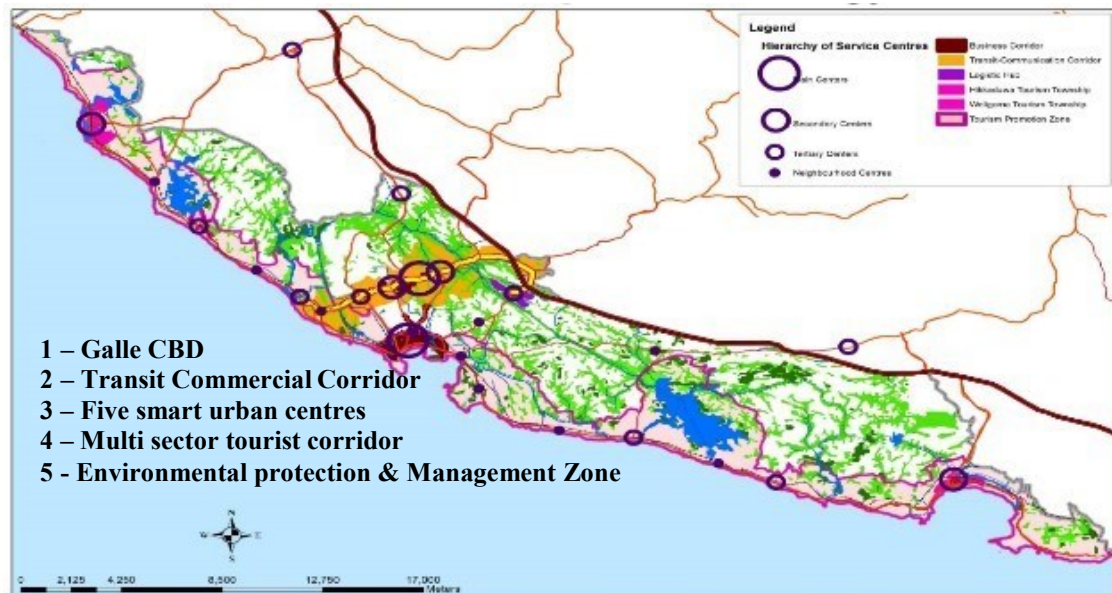 Legend
Hierarchy of Service Centres
Main Centers
Secondary Centers
Tertiary Centers
Neighbourhood Centres
Business Corridor
Transit-Communication Corridor
Logistic Hub
Hikkaduwa Tourism Township
Weligama Tourism Township
Tourism Promotion Zone
1 – Galle CBD
2 – Transit Commercial Corridor
3 – Five smart urban centres
4 – Multi sector tourist corridor
5 - Environmental protection & Management Zone
N
W E
S
0 2,125 4,250 8,500 12,750 17,000
Meters